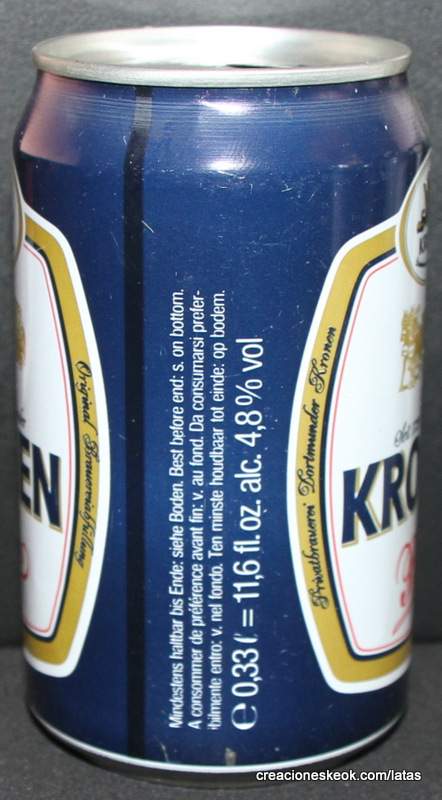 Mindestens haltbar bis Ende: siehe Boden. Best before end: s. on bottom.
A consommer de préférence avant fin: v. au fond. Da consumarsi prefer-
ibilmente entro: v. nel fondo. Ten minste houdbaar tot einde: op bodem.
℮ 0,33 ℓ = 11,6 fl.oz. alc. 4,8 % vol
Original Brauereiabfüllung
EN
Privatbrauerei Dortmunder Kronen
KRO
creacioneskeok.com/latas